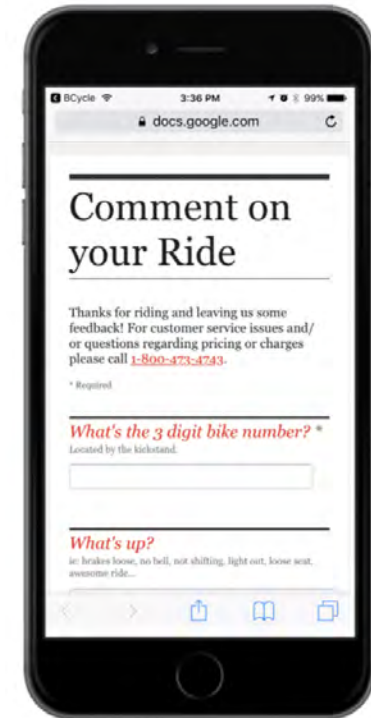 BCycle 3:36 PM 99%
docs.google.com
Comment on
your Ride
Thanks for riding and leaving us some
feedback! For customer service issues and/
or questions regarding pricing or charges
please call 1-800-473-4743.
* Required
What's the 3 digit bike number? *
Located by the kickstand.
What's up?
ie: brakes loose, no bell, not shifting, light out, loose seat,
awesome ride...